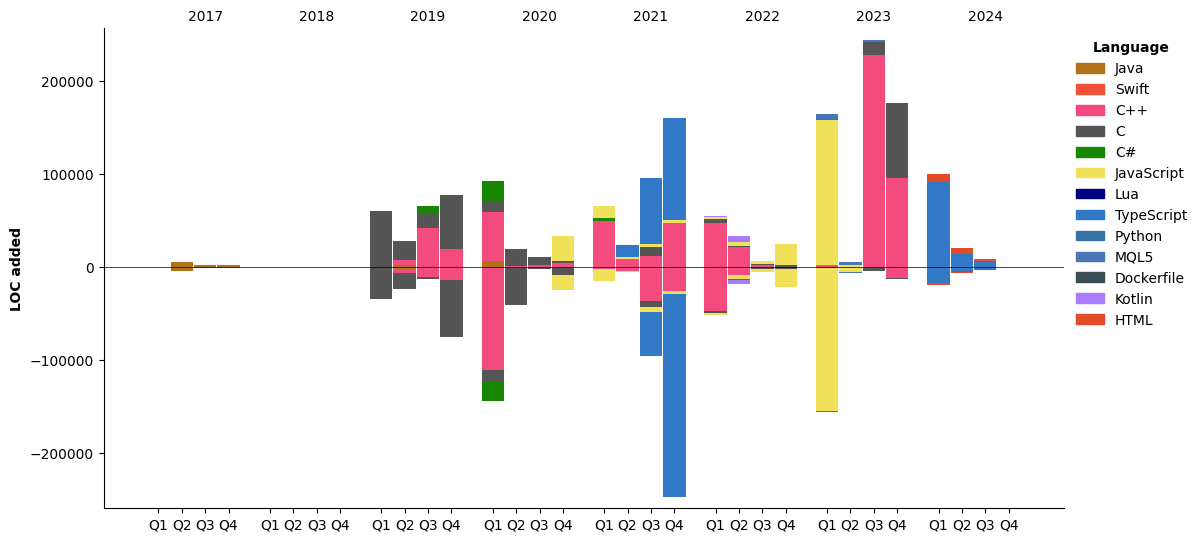 2017 2018 2019 2020 2021 2022 2023 2024
Language
Java
Swift
C++
C
C#
JavaScript
Lua
TypeScript
Python
MQL5
Dockerfile
Kotlin
HTML
LOC added
200000
100000
0
−100000
−200000
Q1 Q2 Q3 Q4 Q1 Q2 Q3 Q4 Q1 Q2 Q3 Q4 Q1 Q2 Q3 Q4 Q1 Q2 Q3 Q4 Q1 Q2 Q3 Q4 Q1 Q2 Q3 Q4 Q1 Q2 Q3 Q4